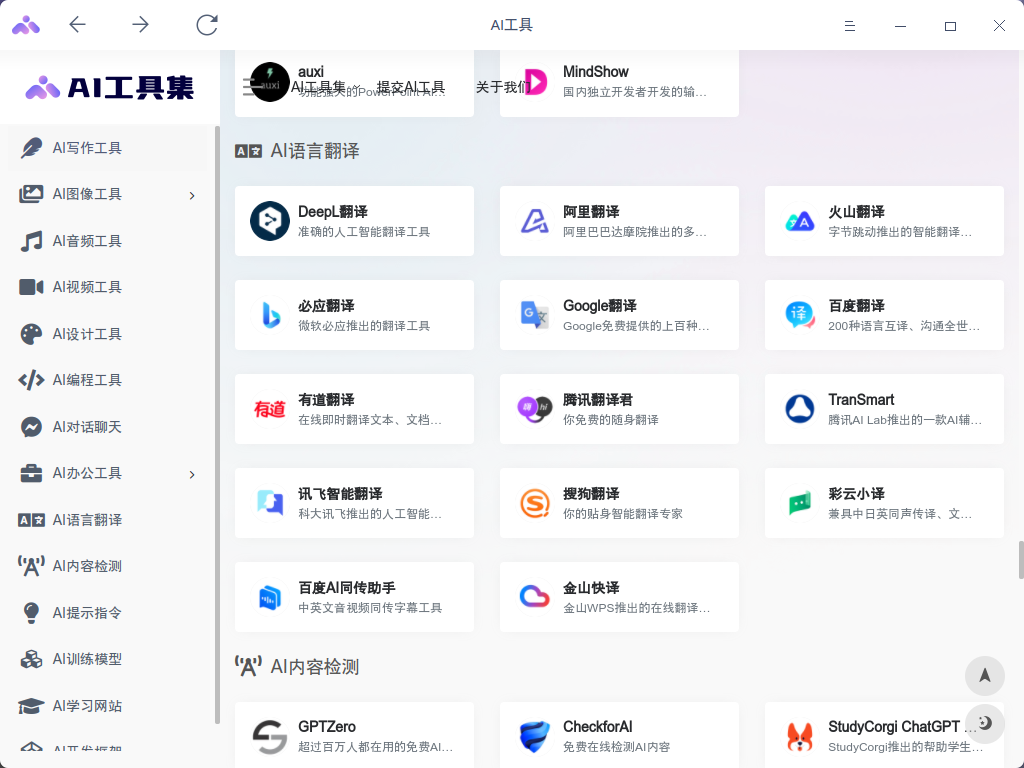 AI工具
AI工具集
AI写作工具
AI图像工具
AI音频工具
AI视频工具
AI设计工具
AI编程工具
AI对话聊天
AI办公工具
AI语言翻译
AI内容检测
AI提示指令
AI训练模型
AI学习网站
AI开发框架
AI工具集
提交AI工具
关于我们
auxi
auxi
功能强大的PowerPoint AI…
MindShow
国内独立开发者开发的输…
AI语言翻译
DeepL翻译
准确的人工智能翻译工具
阿里翻译
阿里巴巴达摩院推出的多…
火山翻译
字节跳动推出的智能翻译…
必应翻译
微软必应推出的翻译工具
Google翻译
Google免费提供的上百种…
译
百度翻译
200种语言互译、沟通全世…
有道
有道翻译
在线即时翻译文本、文档…
嗨 hi
腾讯翻译君
你免费的随身翻译
TranSmart
腾讯AI Lab推出的一款AI辅…
讯飞智能翻译
科大讯飞推出的人工智能…
搜狗翻译
你的贴身智能翻译专家
彩云小译
兼具中日英同声传译、文…
百度AI同传助手
中英文音视频同传字幕工具
金山快译
金山WPS推出的在线翻译…
AI内容检测
GPTZero
超过百万人都在用的免费AI…
CheckforAI
免费在线检测AI内容
StudyCorgi ChatGPT …
StudyCorgi推出的帮助学生…